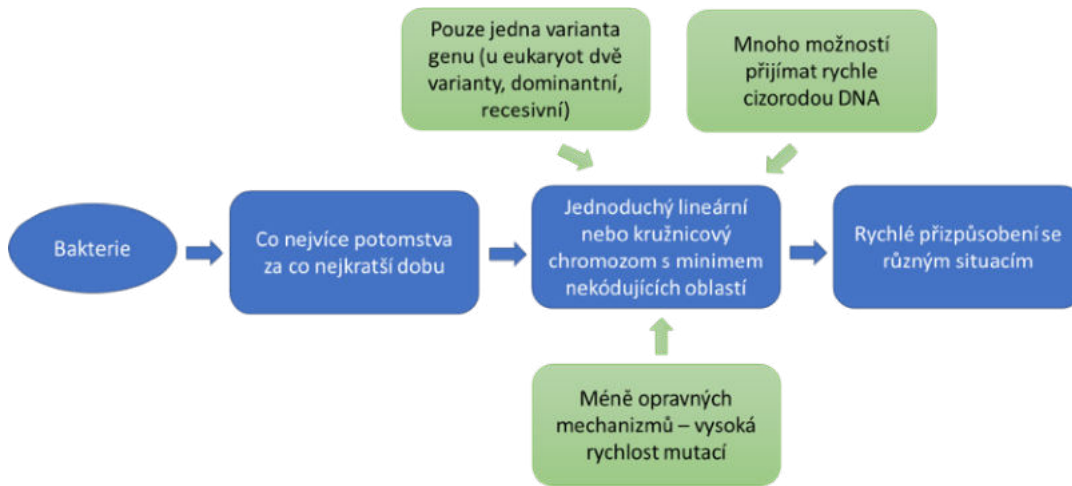 Pouze jedna varianta
genu (u eukaryot dvě
varianty, dominantní,
recesivní)
Mnoho možností
přijímat rychle
cizorodou DNA
Bakterie
Co nejvíce potomstva
za co nejkratší dobu
Jednoduchý lineární
nebo kružnicový
chromozom s minimem
nekódujících oblastí
Rychlé přizpůsobení se
různým situacím
Méně opravných
mechanizmů – vysoká
rychlost mutací